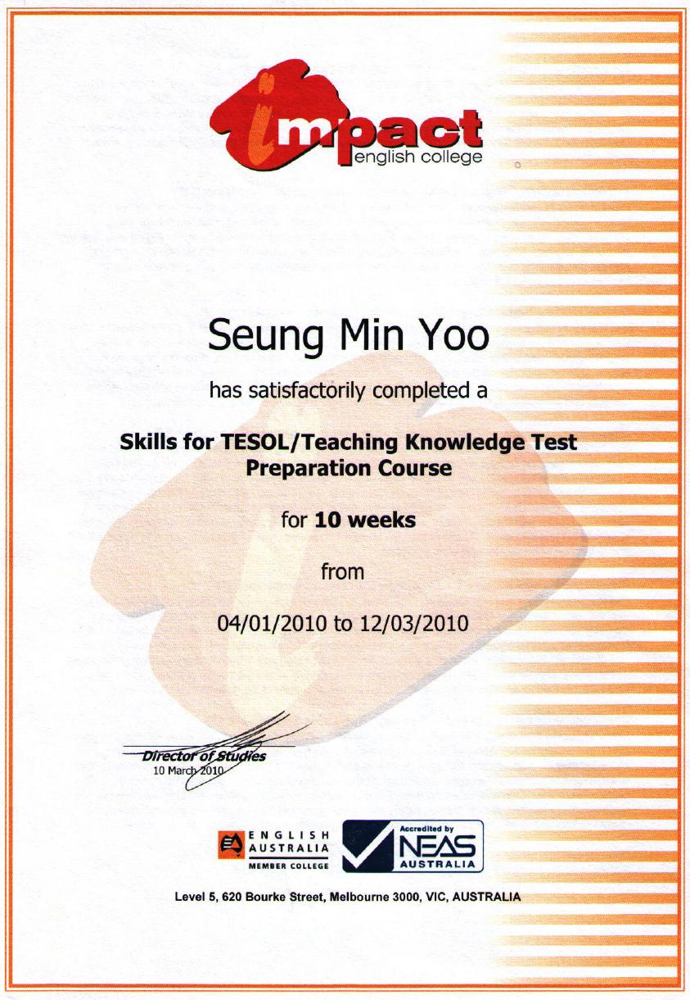 impact
english college
Seung Min Yoo
has satisfactorily completed a
Skills for TESOL/Teaching Knowledge Test
Preparation Course
for 10 weeks
from
04/01/2010 to 12/03/2010
Director of Studies
10 March 2010
ENGLISH
AUSTRALIA
MEMBER COLLEGE
Accredited by
NEAS
AUSTRALIA
Level 5, 620 Bourke Street, Melbourne 3000, VIC, AUSTRALIA